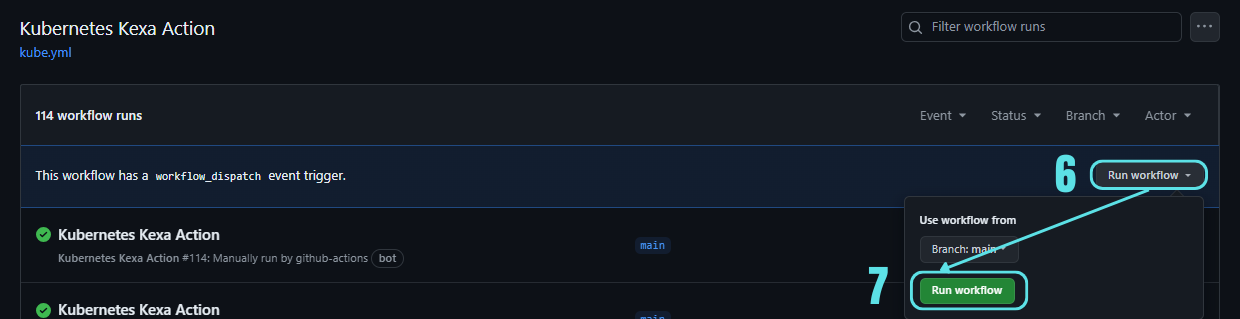 Kubernetes Kexa Action
Filter workflow runs
kube.yml
114 workflow runs
Event
Status
Branch
Actor
This workflow has a workflow_dispatch event trigger.
6
Run workflow
Use workflow from
Kubernetes Kexa Action
main
Branch: main
Kubernetes Kexa Action #114: Manually run by github-actions bot
7
Run workflow
Kubernetes Kexa Action
main